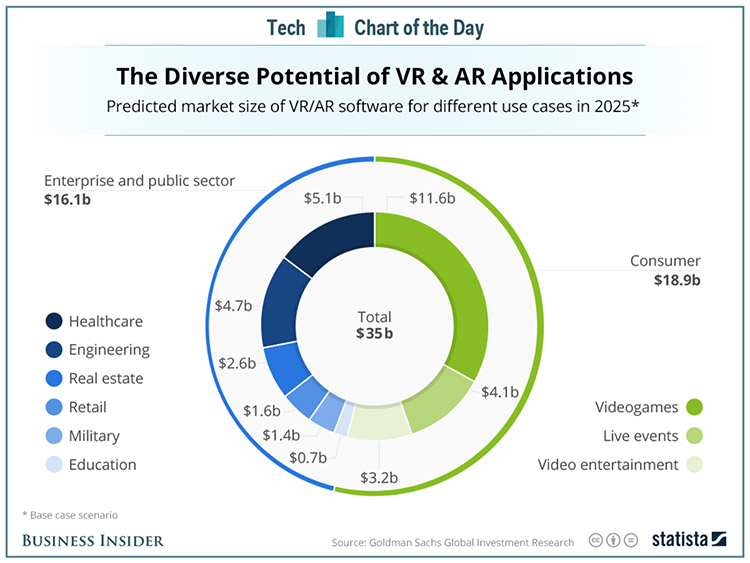 Tech Chart of the Day
The Diverse Potential of VR & AR Applications
Predicted market size of VR/AR software for different use cases in 2025*
Enterprise and public sector
$16.1b
$5.1b
$11.6b
Consumer
$18.9b
$4.7b
Total
$35b
Healthcare
Engineering
Real estate
Retail
Military
Education
$2.6b
$1.6b
$1.4b
$0.7b
$3.2b
$4.1b
Videogames
Live events
Video entertainment
* Base case scenario
BUSINESS INSIDER
Source: Goldman Sachs Global Investment Research
cc
statista